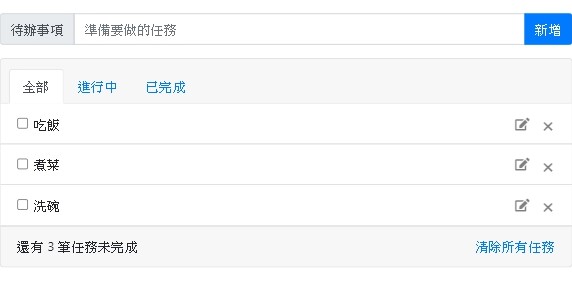 待辦事項 準備要做的任務 新增
全部 進行中 已完成
吃飯
煮菜
洗碗
還有 3 筆任務未完成 清除所有任務